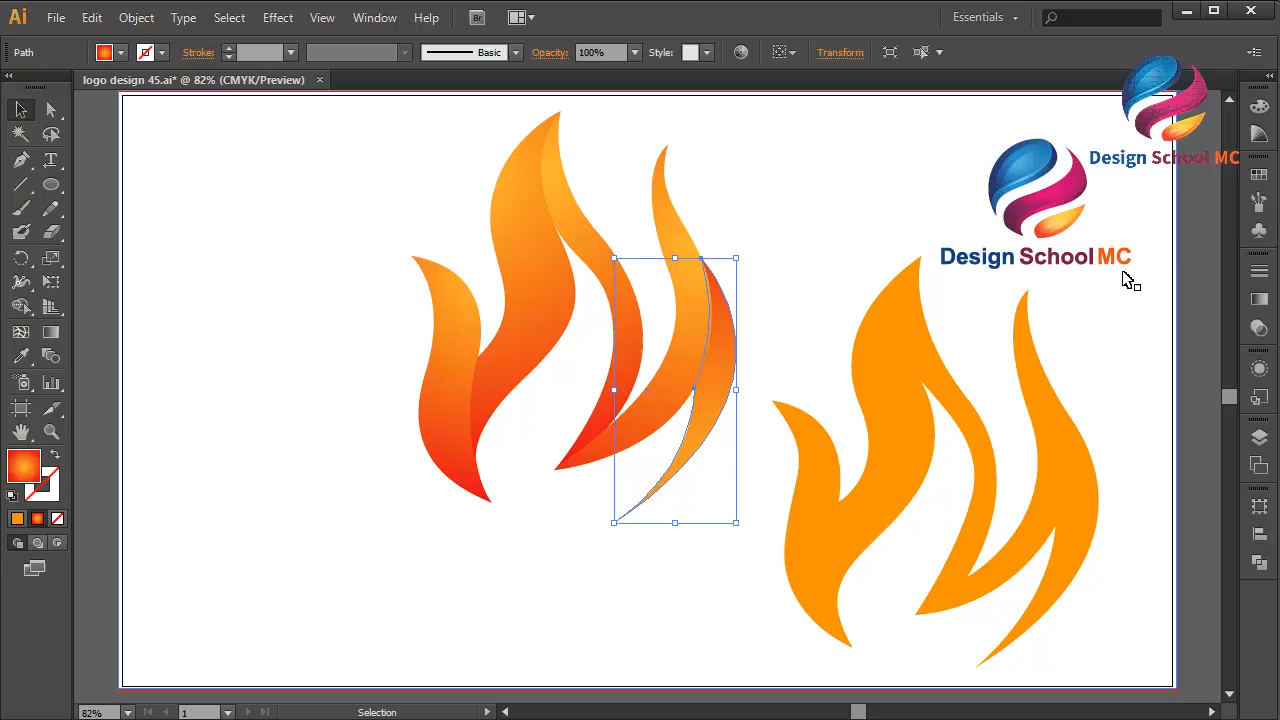 Ai File Edit Object Type Select Effect View Window Help Br Essentials
Path Stroke: Basic Opacity: 100% Style: Transform
logo design 45.ai* @ 82% (CMYK/Preview) ×
Design School MC
Design School MC
82% 1 Selection